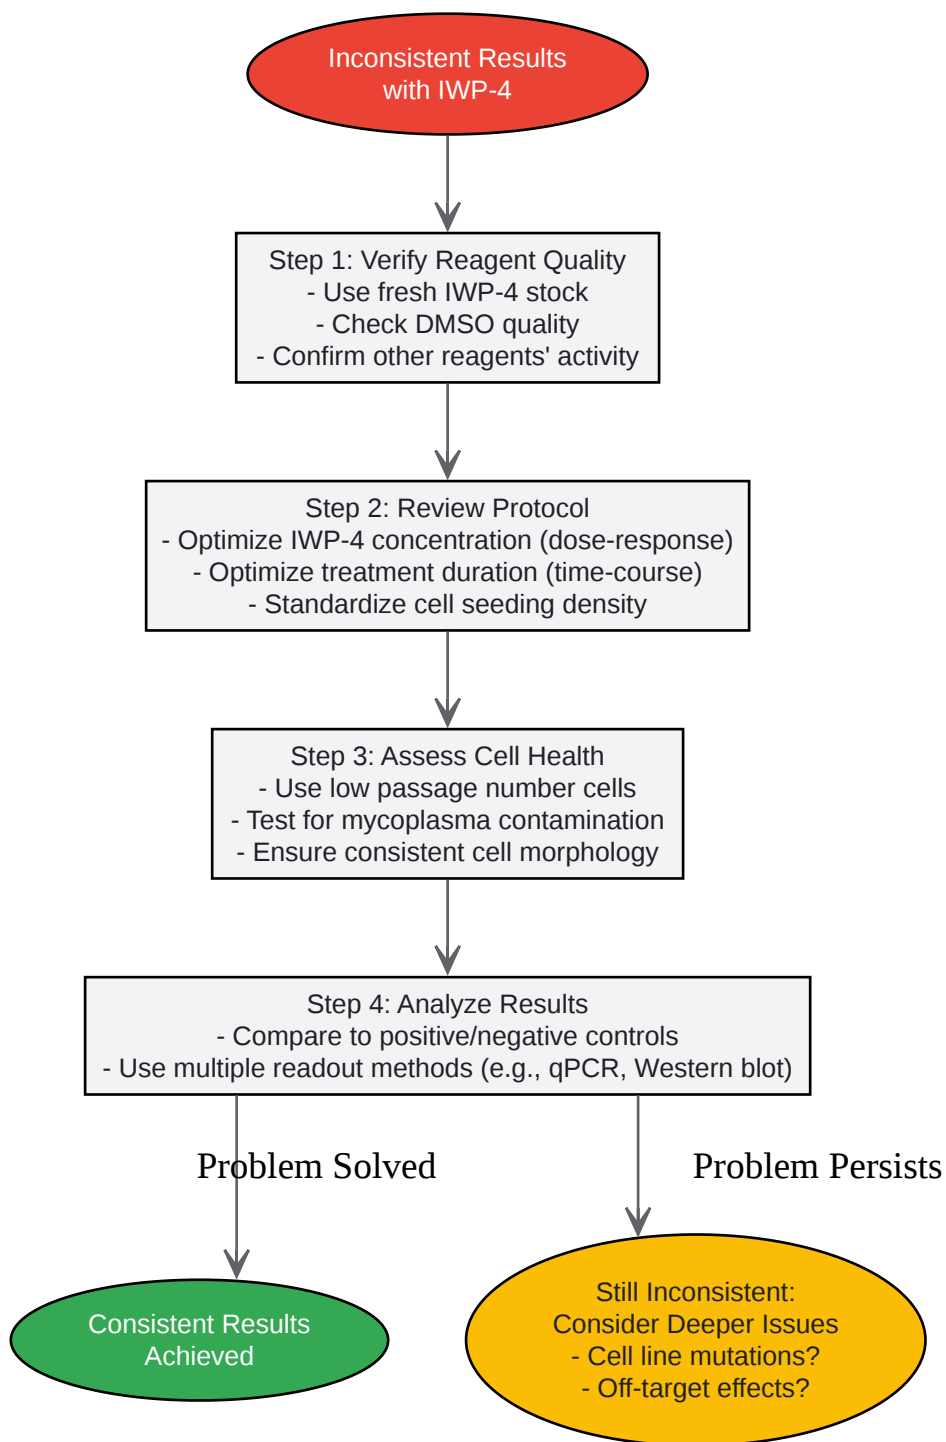 Inconsistent Results
with IWP-4
Step 1: Verify Reagent Quality
- Use fresh IWP-4 stock
- Check DMSO quality
- Confirm other reagents' activity
Step 2: Review Protocol
- Optimize IWP-4 concentration (dose-response)
- Optimize treatment duration (time-course)
- Standardize cell seeding density
Step 3: Assess Cell Health
- Use low passage number cells
- Test for mycoplasma contamination
- Ensure consistent cell morphology
Step 4: Analyze Results
- Compare to positive/negative controls
- Use multiple readout methods (e.g., qPCR, Western blot)
Problem Solved
Problem Persists
Consistent Results
Achieved
Still Inconsistent:
Consider Deeper Issues
- Cell line mutations?
- Off-target effects?